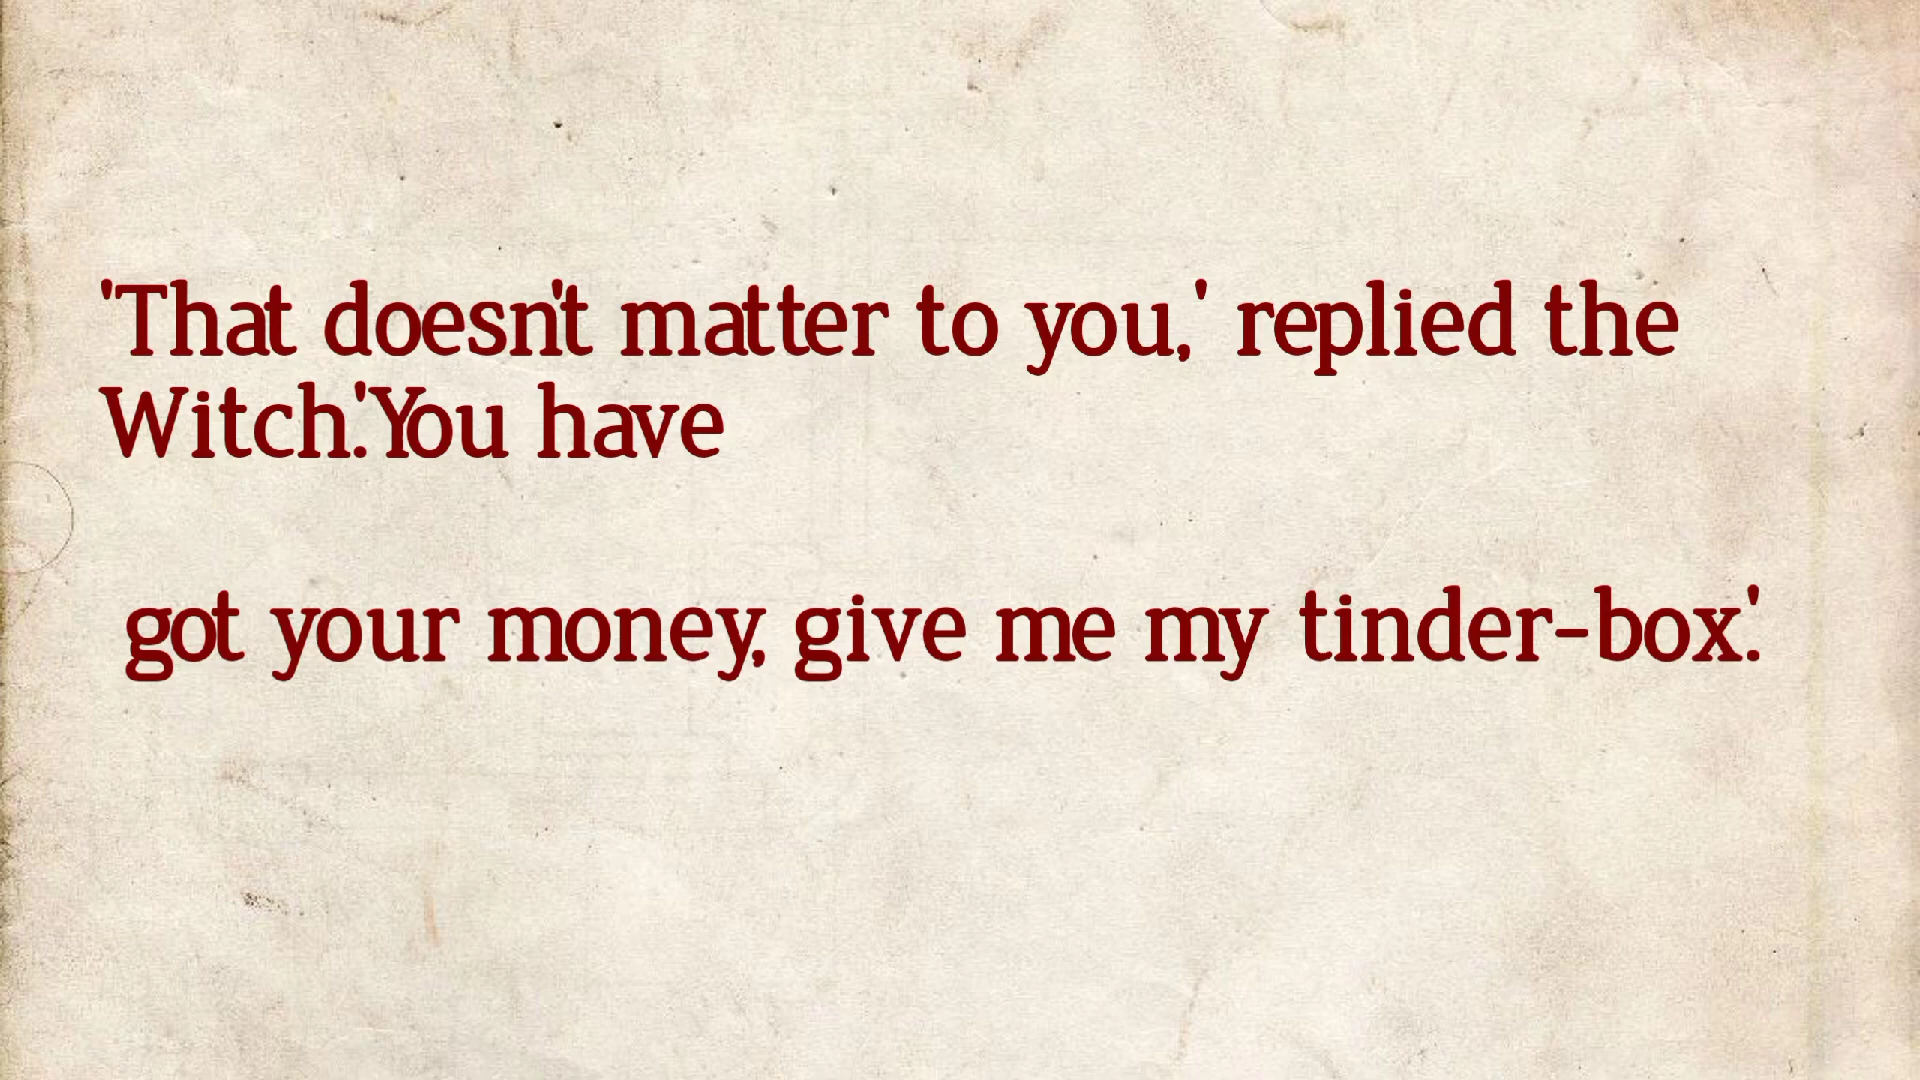 'That doesn't matter to you,' replied the
Witch.'You have
got your money, give me my tinder-box.'